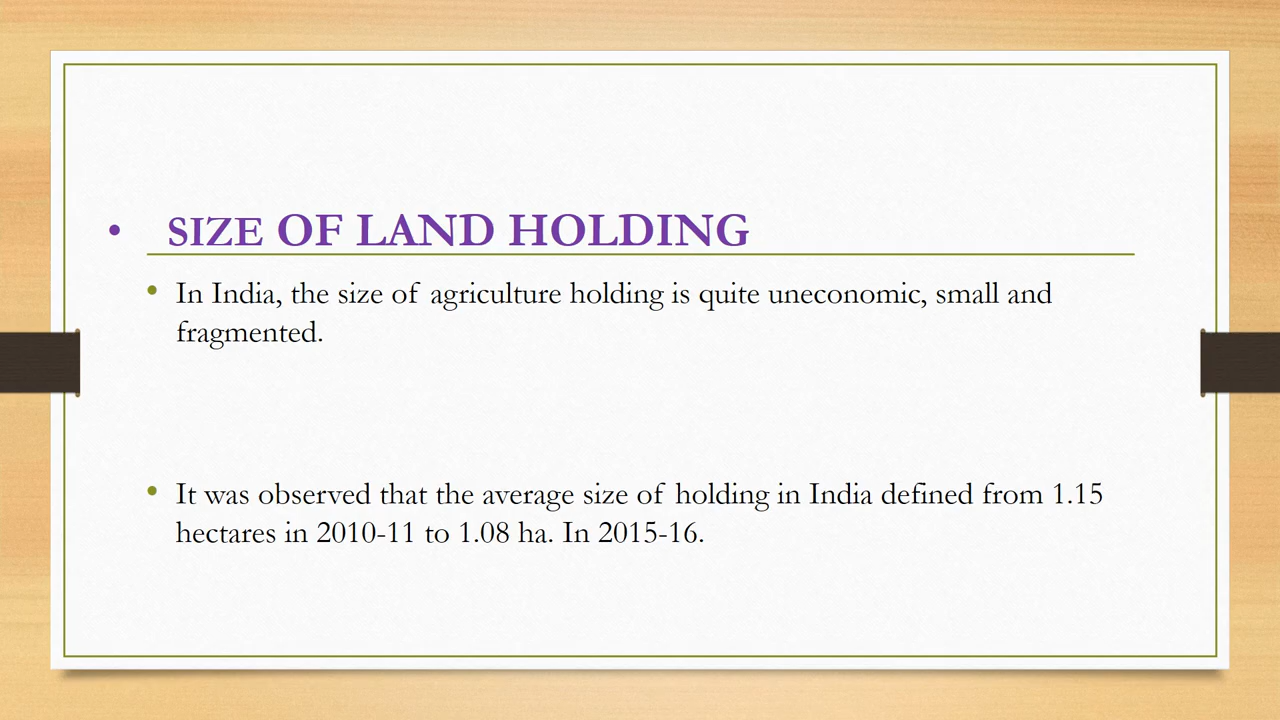 • SIZE OF LAND HOLDING
• In India, the size of agriculture holding is quite uneconomic, small and
fragmented.
• It was observed that the average size of holding in India defined from 1.15
hectares in 2010-11 to 1.08 ha. In 2015-16.